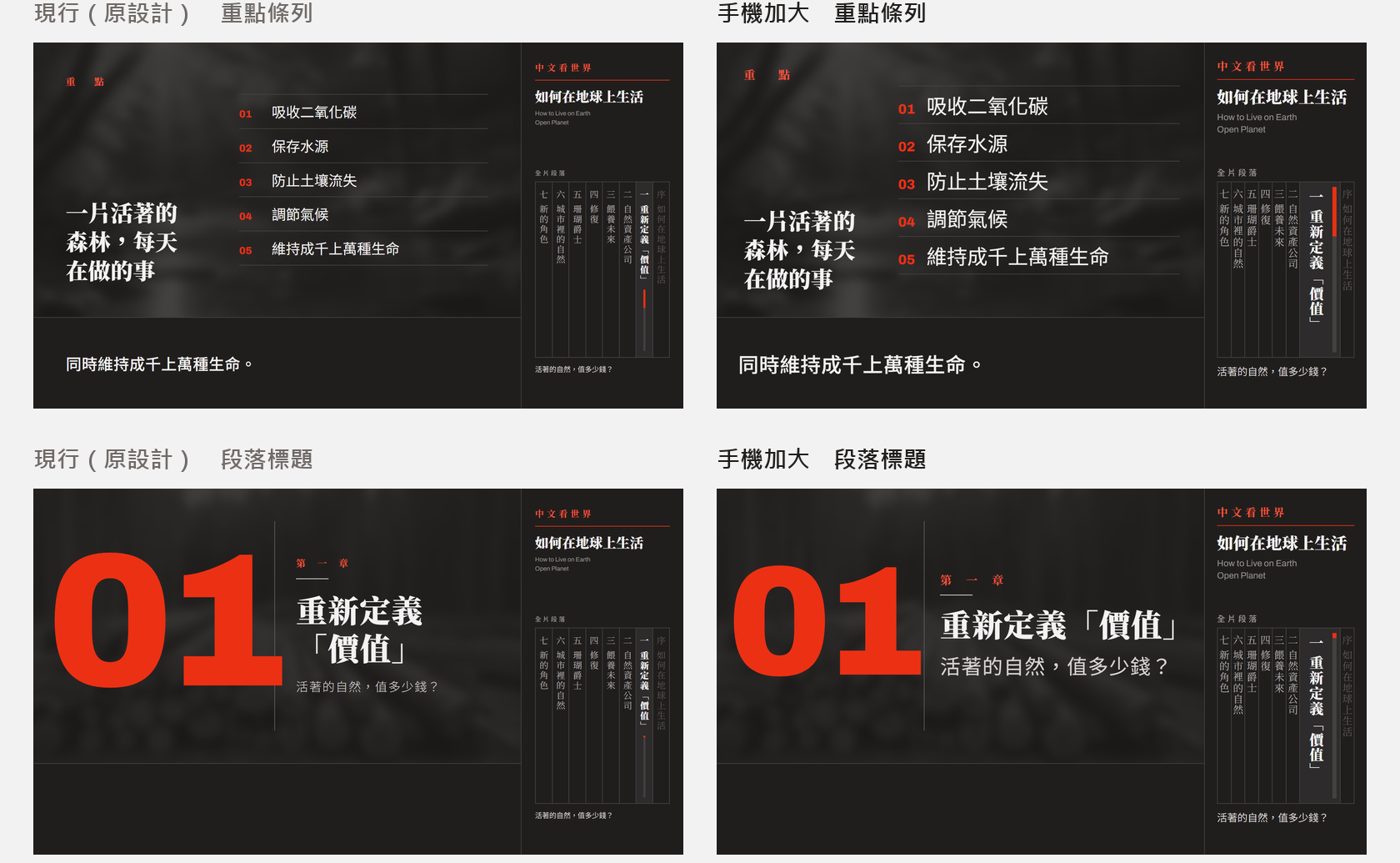 現行（原設計）　重點條列
重　點
01 吸收二氧化碳
02 保存水源
03 防止土壤流失
04 調節氣候
05 維持成千上萬種生命
一片活著的
森林，每天
在做的事
同時維持成千上萬種生命。
中文看世界
如何在地球上生活
How to Live on Earth
Open Planet
全片段落
序 如何在地球上生活
一 重新定義「價值」
二 自然資產公司
三 餵養未來
四 修復
五 珊瑚爵士
六 城市裡的自然
七 新的角色
活著的自然，值多少錢？
手機加大　重點條列
重　點
01 吸收二氧化碳
02 保存水源
03 防止土壤流失
04 調節氣候
05 維持成千上萬種生命
一片活著的
森林，每天
在做的事
同時維持成千上萬種生命。
中文看世界
如何在地球上生活
How to Live on Earth
Open Planet
全片段落
序 如何在地球上生活
一 重新定義「價值」
二 自然資產公司
三 餵養未來
四 修復
五 珊瑚爵士
六 城市裡的自然
七 新的角色
活著的自然，值多少錢？
現行（原設計）　段落標題
01
第一章
重新定義
「價值」
活著的自然，值多少錢？
中文看世界
如何在地球上生活
How to Live on Earth
Open Planet
全片段落
序 如何在地球上生活
一 重新定義「價值」
二 自然資產公司
三 餵養未來
四 修復
五 珊瑚爵士
六 城市裡的自然
七 新的角色
活著的自然，值多少錢？
手機加大　段落標題
01
第一章
重新定義「價值」
活著的自然，值多少錢？
中文看世界
如何在地球上生活
How to Live on Earth
Open Planet
全片段落
序 如何在地球上生活
一 重新定義「價值」
二 自然資產公司
三 餵養未來
四 修復
五 珊瑚爵士
六 城市裡的自然
七 新的角色
活著的自然，值多少錢？